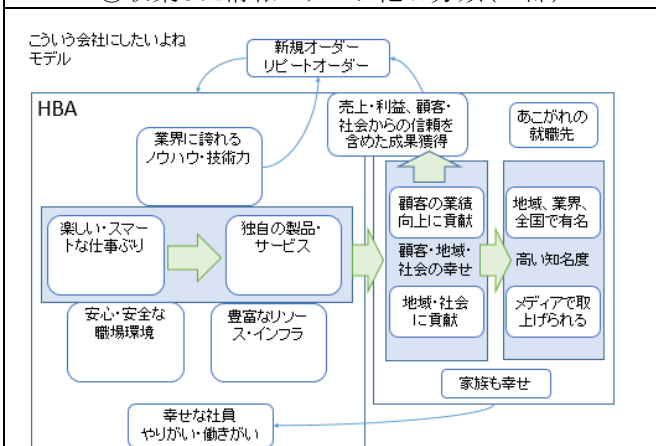 こういう会社にしたいよね
モデル
新規オーダー
リピートオーダー
HBA
業界に誇れる
ノウハウ・技術力
売上・利益、顧客・
社会からの信頼を
含めた成果獲得
あこがれの
就職先
楽しい・スマー
トな仕事ぶり
独自の製品・
サービス
顧客の業績
向上に貢献
顧客・地域・
社会の幸せ
地域・社会
に貢献
地域、業界、
全国で有名
高い知名度
メディアで取
上げられる
安心・安全な
職場環境
豊富なリソー
ス・インフラ
家族も幸せ
幸せな社員
やりがい・働きがい